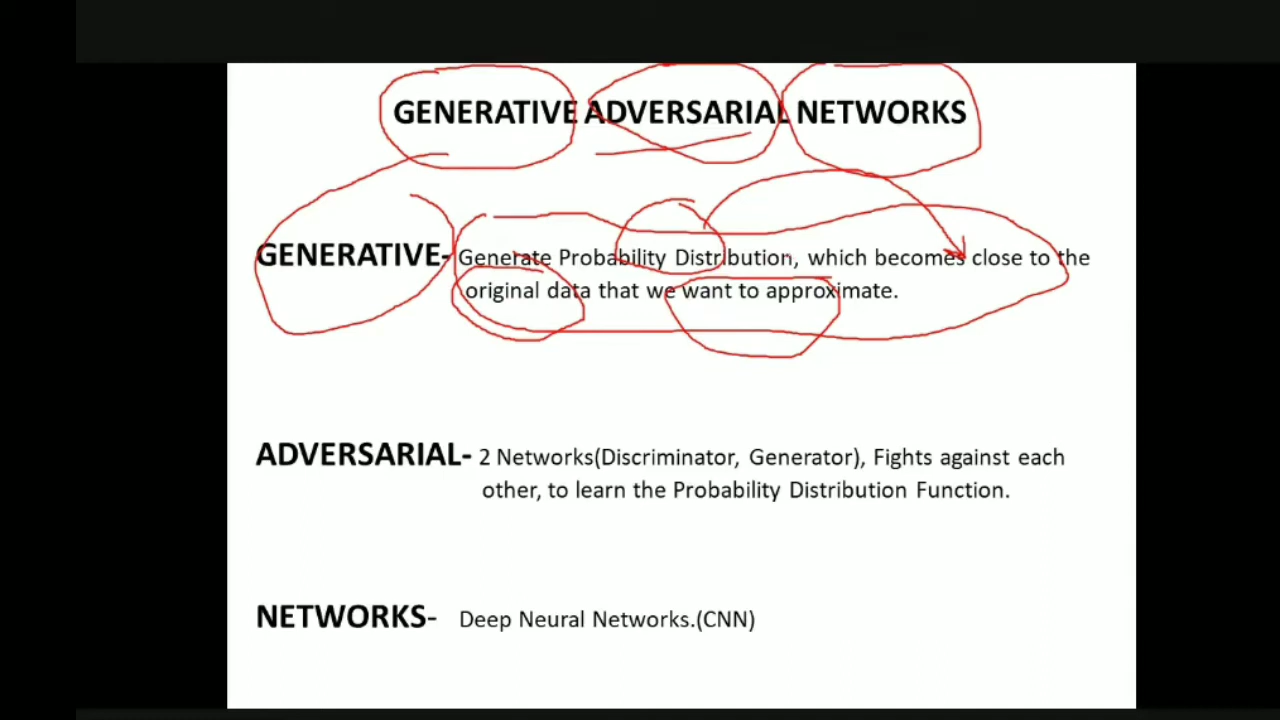 GENERATIVE ADVERSARIAL NETWORKS
GENERATIVE- Generate Probability Distribution, which becomes close to the
original data that we want to approximate.
ADVERSARIAL- 2 Networks(Discriminator, Generator), Fights against each
other, to learn the Probability Distribution Function.
NETWORKS- Deep Neural Networks.(CNN)